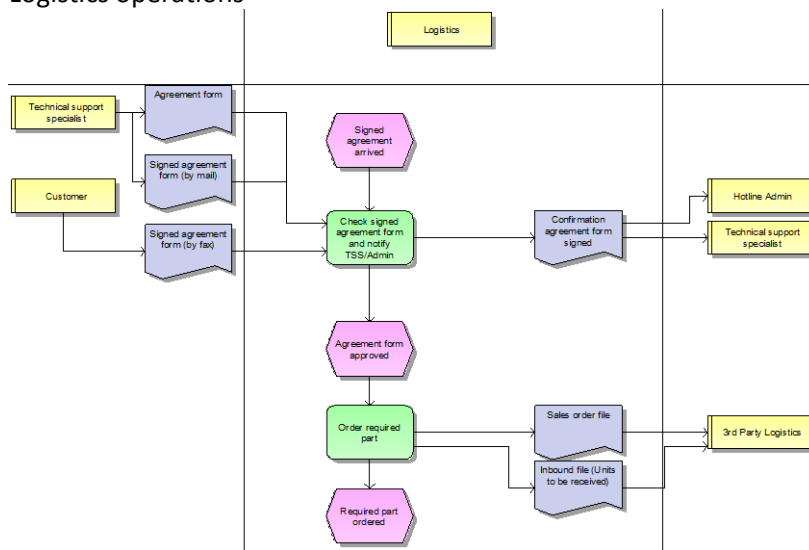 Logistics operations
Logistics
Agreement form
Technical support
specialist
Signed
agreement
arrived
Signed agreement
form (by mail)
Customer
Hotline Admin
Check signed
agreement form
and notify
TSS/Admin
Confirmation
agreement form
signed
Signed agreement
form (by fax)
Technical support
specialist
Agreement form
approved
Order required
part
Sales order file
3rd Party Logistics
Inbound file (Units
to be received)
Required part
ordered